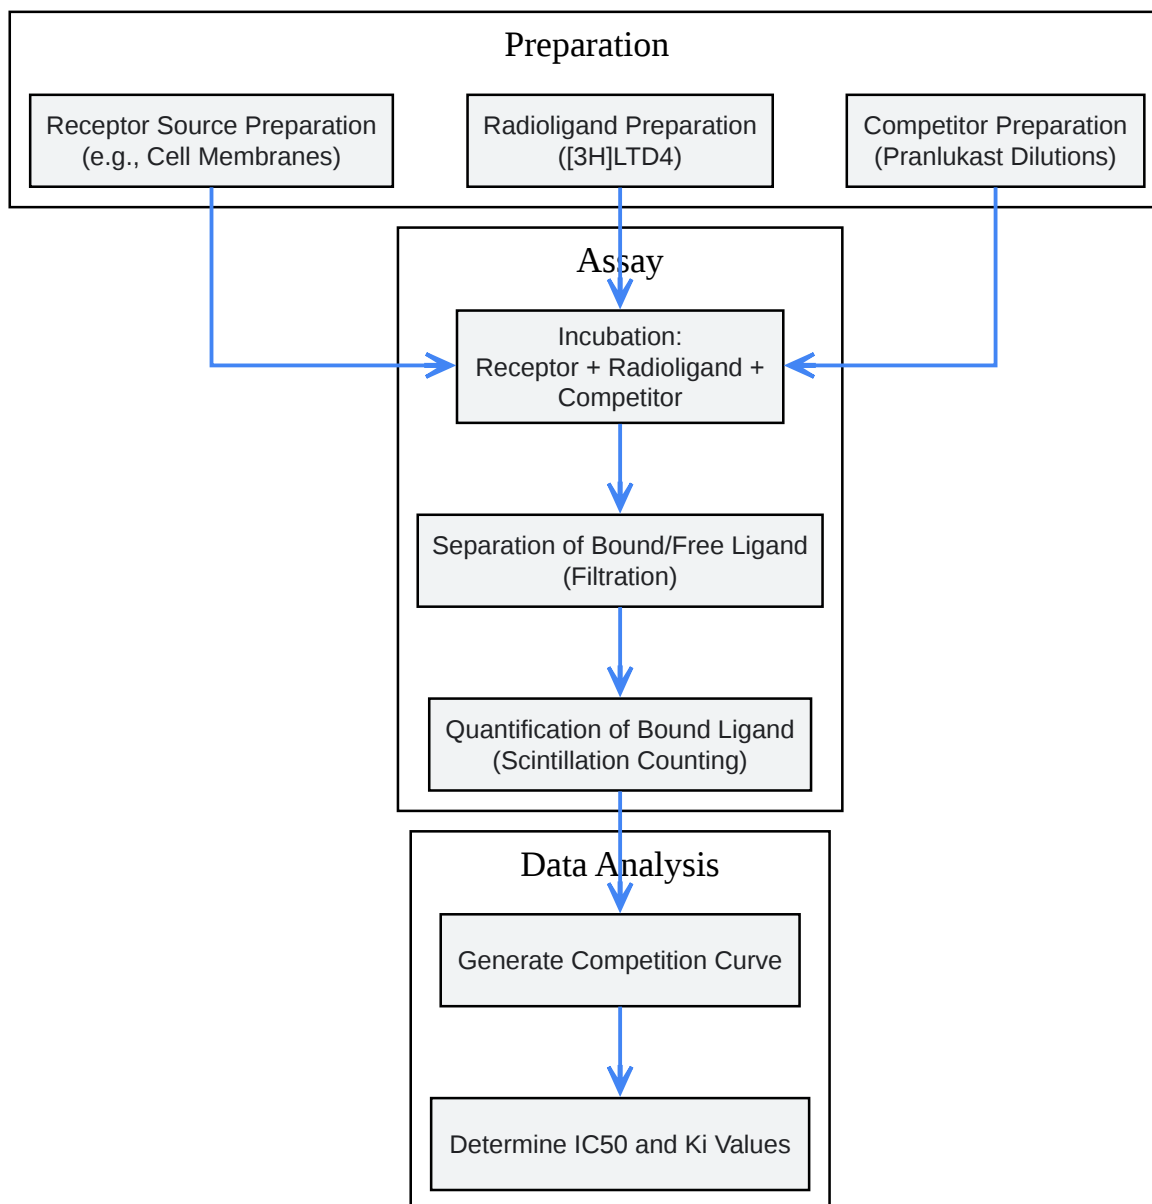 Preparation
Receptor Source Preparation
(e.g., Cell Membranes)
Radioligand Preparation
([3H]LTD4)
Competitor Preparation
(Pranlukast Dilutions)
Assay
Incubation:
Receptor + Radioligand +
Competitor
Separation of Bound/Free Ligand
(Filtration)
Quantification of Bound Ligand
(Scintillation Counting)
Data Analysis
Generate Competition Curve
Determine IC50 and Ki Values